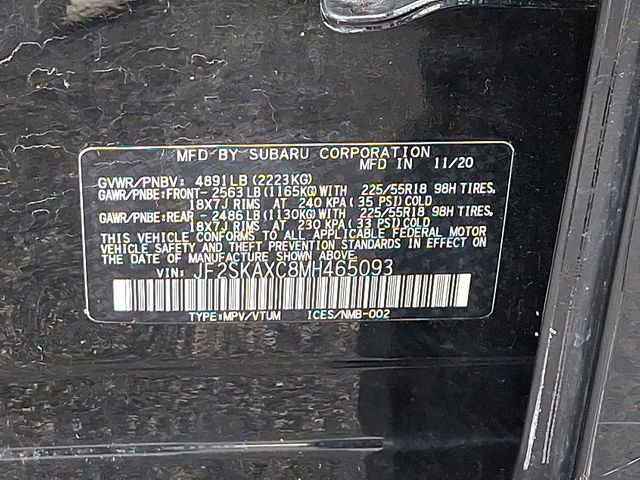 MFD BY SUBARU CORPORATION
MFD IN 11/20
GVWR/PNBV: 4891LB(2223KG)
GAWR/PNBE:FRONT-2563LB(1165KG)WITH 225/55R18 98H TIRES,
18X7J RIMS AT 240 KPA(35 PSI)COLD
GAWR/PNBE:REAR -2486LB(1130KG)WITH 225/55R18 98H TIRES,
18X7J RIMS AT 230 KPA(33 PSI)COLD
THIS VEHICLE CONFORMS TO ALL APPLICABLE FEDERAL MOTOR
VEHICLE SAFETY AND THEFT PREVENTION STANDARDS IN EFFECT ON
THE DATE OF MANUFACTURE SHOWN ABOVE.
VIN: JF2SKAXC8MH465093
TYPE:MPV/VTUM ICES/NMB-002